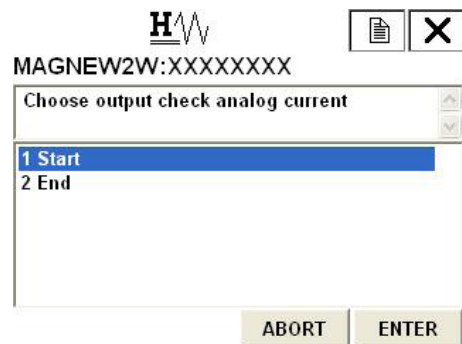 H
MAGNEW2W:XXXXXXXX
Choose output check analog current
1 Start
2 End
ABORT ENTER